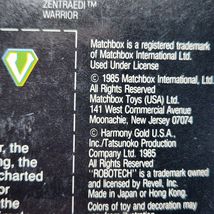 ZENTRAEDI™
WARRIOR
Matchbox is a registered trademark
of Matchbox International Ltd.
Used Under License
© 1985 Matchbox International, Ltd.
All Rights Reserved
Matchbox Toys (USA) Ltd.
141 West Commercial Avenue
Moonachie, New Jersey 07074
© Harmony Gold U.S.A.,
Inc./Tatsunoko Production
Company Ltd. 1985
All Rights Reserved
"ROBOTECH" is a trademark owned
and licensed by Revell, Inc.
Made in Japan or Hong Kong.
Colors of toy and decoration may
r, the
ng, the
charted
or
the